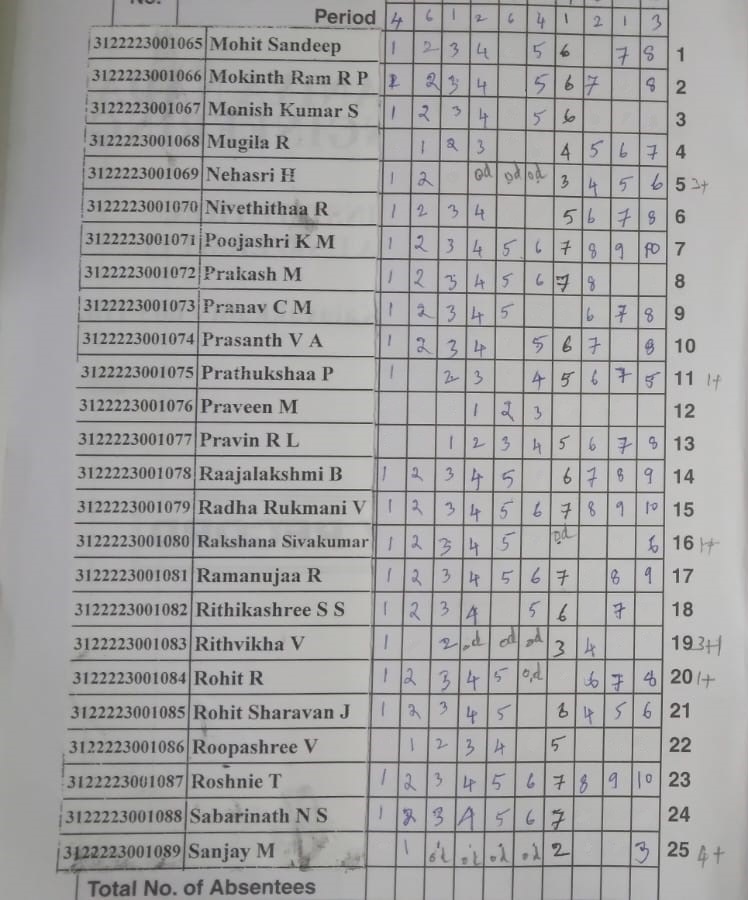 No.
Period 4 6 1 2 6 4 1 2 1 3
3122223001065 Mohit Sandeep 1 2 3 4 5 6 7 8 1
3122223001066 Mokinth Ram R P 1 2 3 4 5 6 7 8 2
3122223001067 Monish Kumar S 1 2 3 4 5 6 3
3122223001068 Mugila R 1 2 3 4 5 6 7 4
3122223001069 Nehasri H 1 2 od od od 3 4 5 6 5 3+
3122223001070 Nivethithaa R 1 2 3 4 5 6 7 8 6
3122223001071 Poojashri K M 1 2 3 4 5 6 7 8 9 10 7
3122223001072 Prakash M 1 2 3 4 5 6 7 8 8
3122223001073 Pranav C M 1 2 3 4 5 6 7 8 9
3122223001074 Prasanth V A 1 2 3 4 5 6 7 8 10
3122223001075 Prathukshaa P 1 2 3 4 5 6 7 5 11 1+
3122223001076 Praveen M 1 2 3 12
3122223001077 Pravin R L 1 2 3 4 5 6 7 8 13
3122223001078 Raajalakshmi B 1 2 3 4 5 6 7 8 9 14
3122223001079 Radha Rukmani V 1 2 3 4 5 6 7 8 9 10 15
3122223001080 Rakshana Sivakumar 1 2 3 4 5 od 6 16 1+
3122223001081 Ramanujaa R 1 2 3 4 5 6 7 8 9 17
3122223001082 Rithikashree S S 1 2 3 4 5 6 7 18
3122223001083 Rithvikha V 1 2 od od od 3 4 19 3+1
3122223001084 Rohit R 1 2 3 4 5 od 6 7 8 20 1+
3122223001085 Rohit Sharavan J 1 2 3 4 5 4 5 6 21
3122223001086 Roopashree V 1 2 3 4 5 22
3122223001087 Roshnie T 1 2 3 4 5 6 7 8 9 10 23
3122223001088 Sabarinath N S 1 2 3 4 5 6 7 24
3122223001089 Sanjay M 1 od od od od 2 3 25 4+
Total No. of Absentees